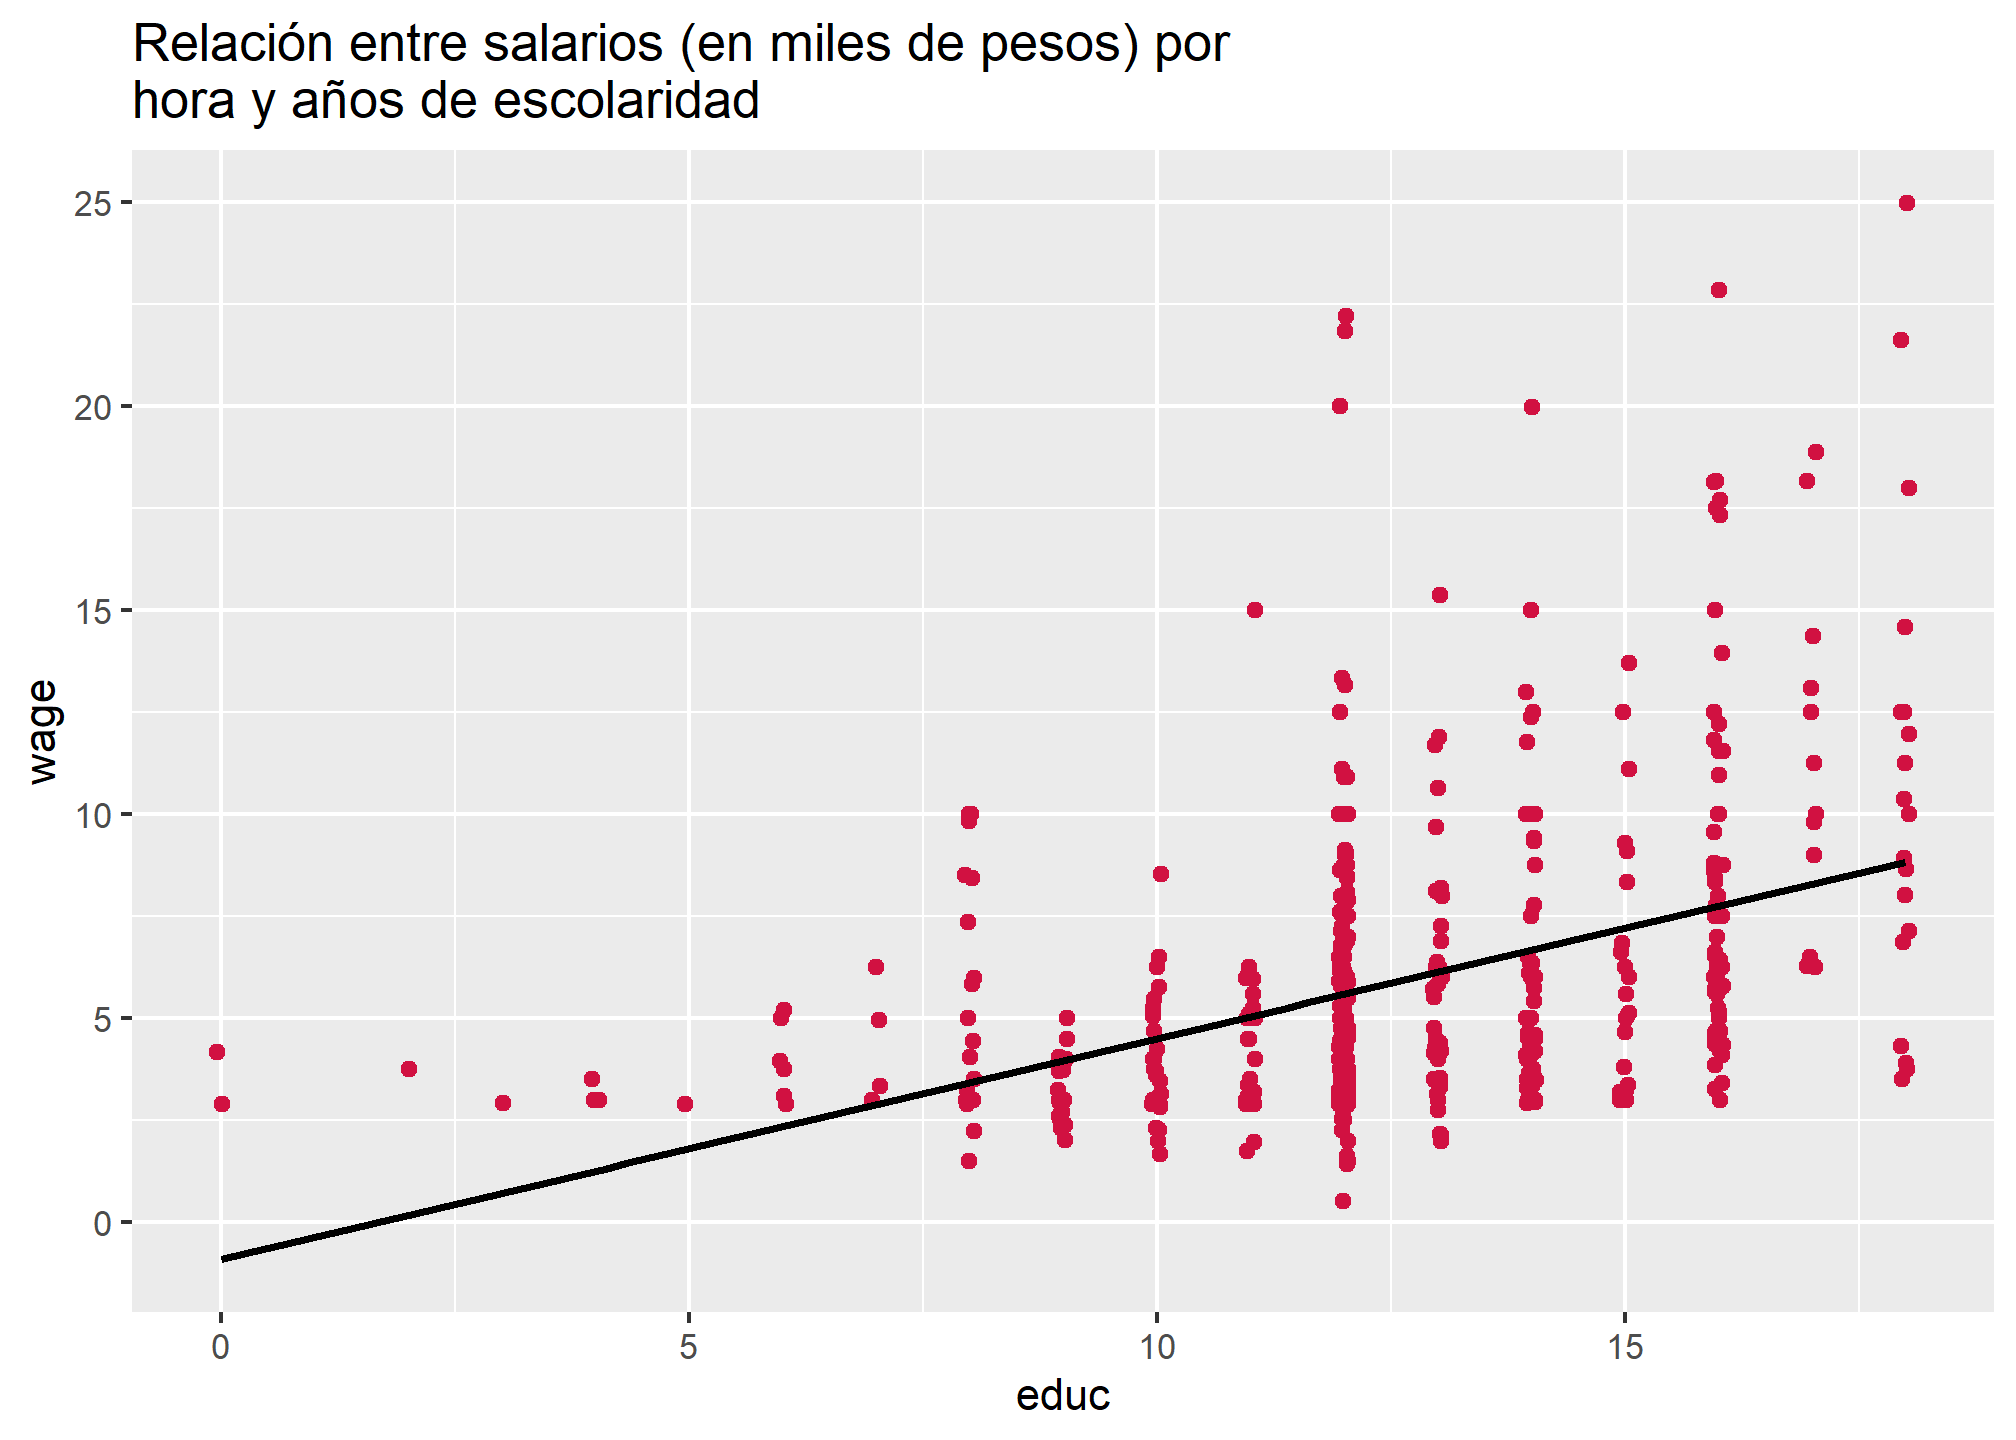 Relación entre salarios (en miles de pesos) por
hora y años de escolaridad
25
20
15
10
5
0
wage
0 5 10 15
educ